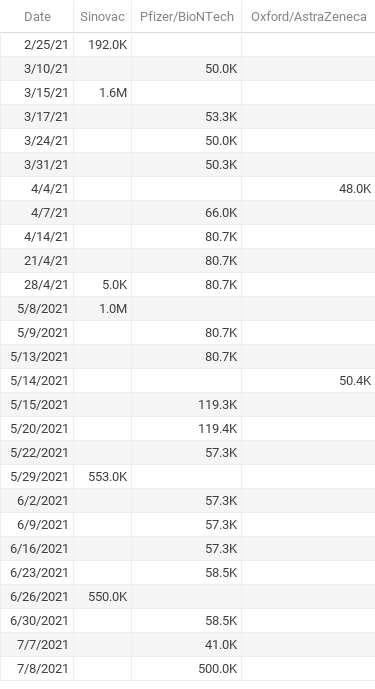 Date Sinovac Pfizer/BioNTech Oxford/AstraZeneca
2/25/21 192.0K
3/10/21 50.0K
3/15/21 1.6M
3/17/21 53.3K
3/24/21 50.0K
3/31/21 50.3K
4/4/21 48.0K
4/7/21 66.0K
4/14/21 80.7K
21/4/21 80.7K
28/4/21 5.0K 80.7K
5/8/2021 1.0M
5/9/2021 80.7K
5/13/2021 80.7K
5/14/2021 50.4K
5/15/2021 119.3K
5/20/2021 119.4K
5/22/2021 57.3K
5/29/2021 553.0K
6/2/2021 57.3K
6/9/2021 57.3K
6/16/2021 57.3K
6/23/2021 58.5K
6/26/2021 550.0K
6/30/2021 58.5K
7/7/2021 41.0K
7/8/2021 500.0K